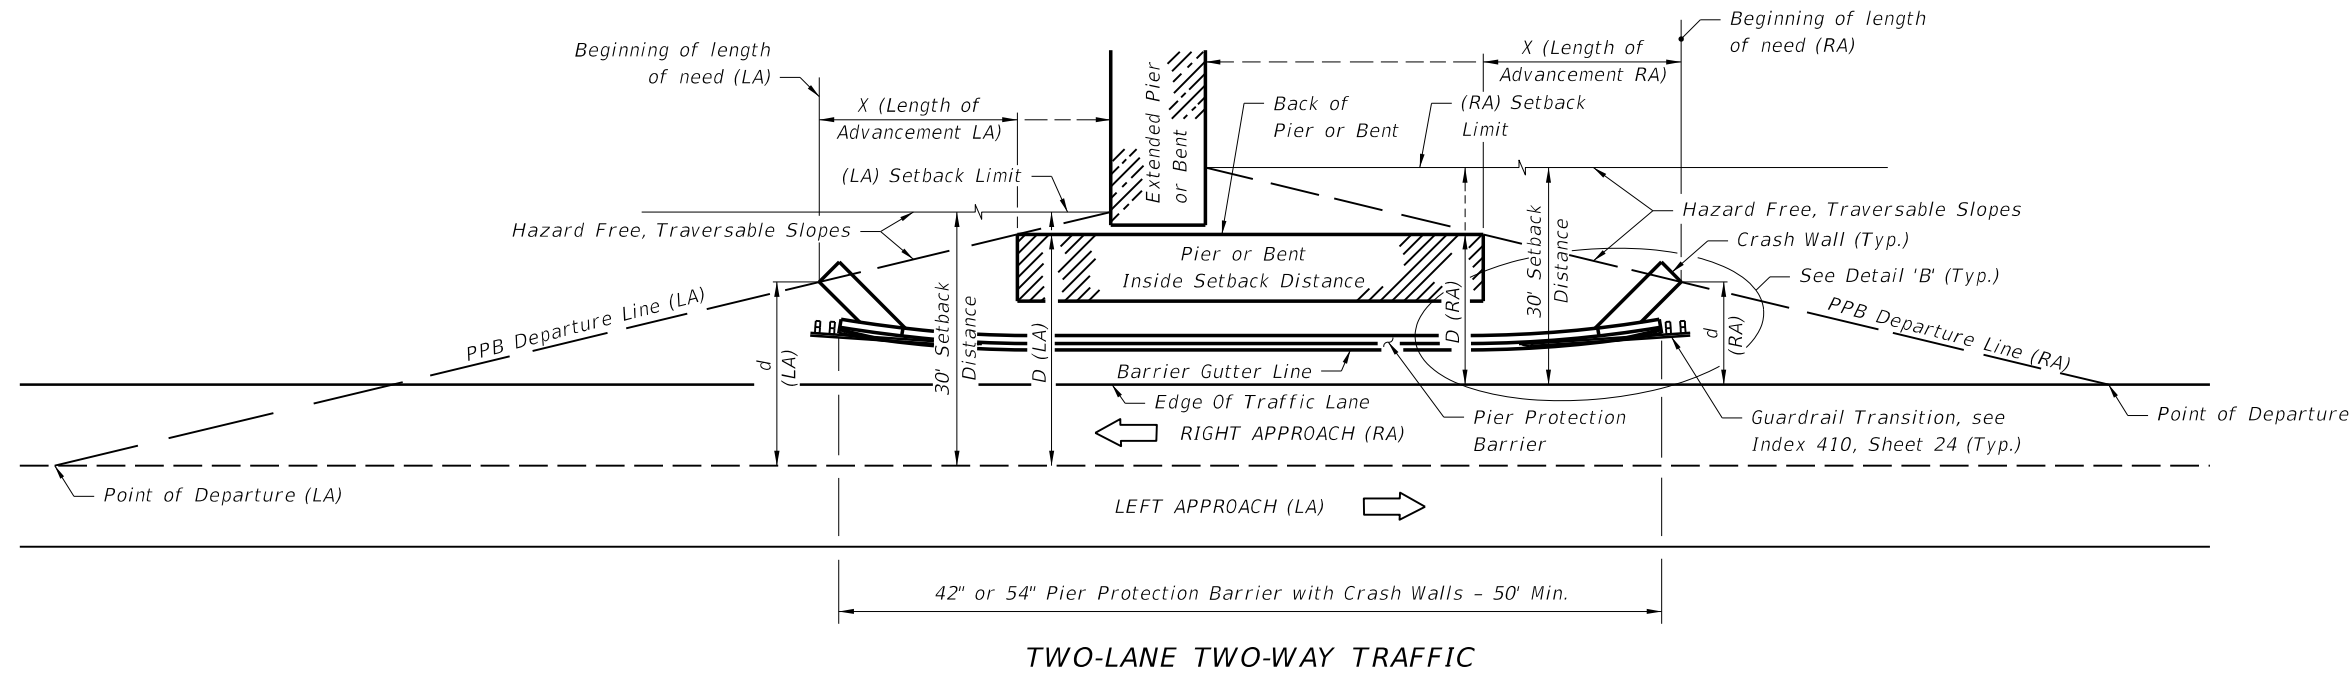 Beginning of length
of need (RA)
Beginning of length
of need (LA)
X (Length of
Advancement RA)
X (Length of
Advancement LA)
Extended Pier
or Bent
Back of
Pier or Bent
(RA) Setback
Limit
(LA) Setback Limit
Hazard Free, Traversable Slopes
Hazard Free, Traversable Slopes
Crash Wall (Typ.)
Pier or Bent
Inside Setback Distance
See Detail 'B' (Typ.)
PPB Departure Line (LA)
PPB Departure Line (RA)
d
(LA)
30' Setback
Distance
D (LA)
D (RA)
30' Setback
Distance
d
(RA)
Barrier Gutter Line
Edge Of Traffic Lane
Pier Protection
Barrier
Guardrail Transition, see
Index 410, Sheet 24 (Typ.)
Point of Departure
RIGHT APPROACH (RA)
Point of Departure (LA)
LEFT APPROACH (LA)
42" or 54" Pier Protection Barrier with Crash Walls – 50' Min.
TWO-LANE TWO-WAY TRAFFIC